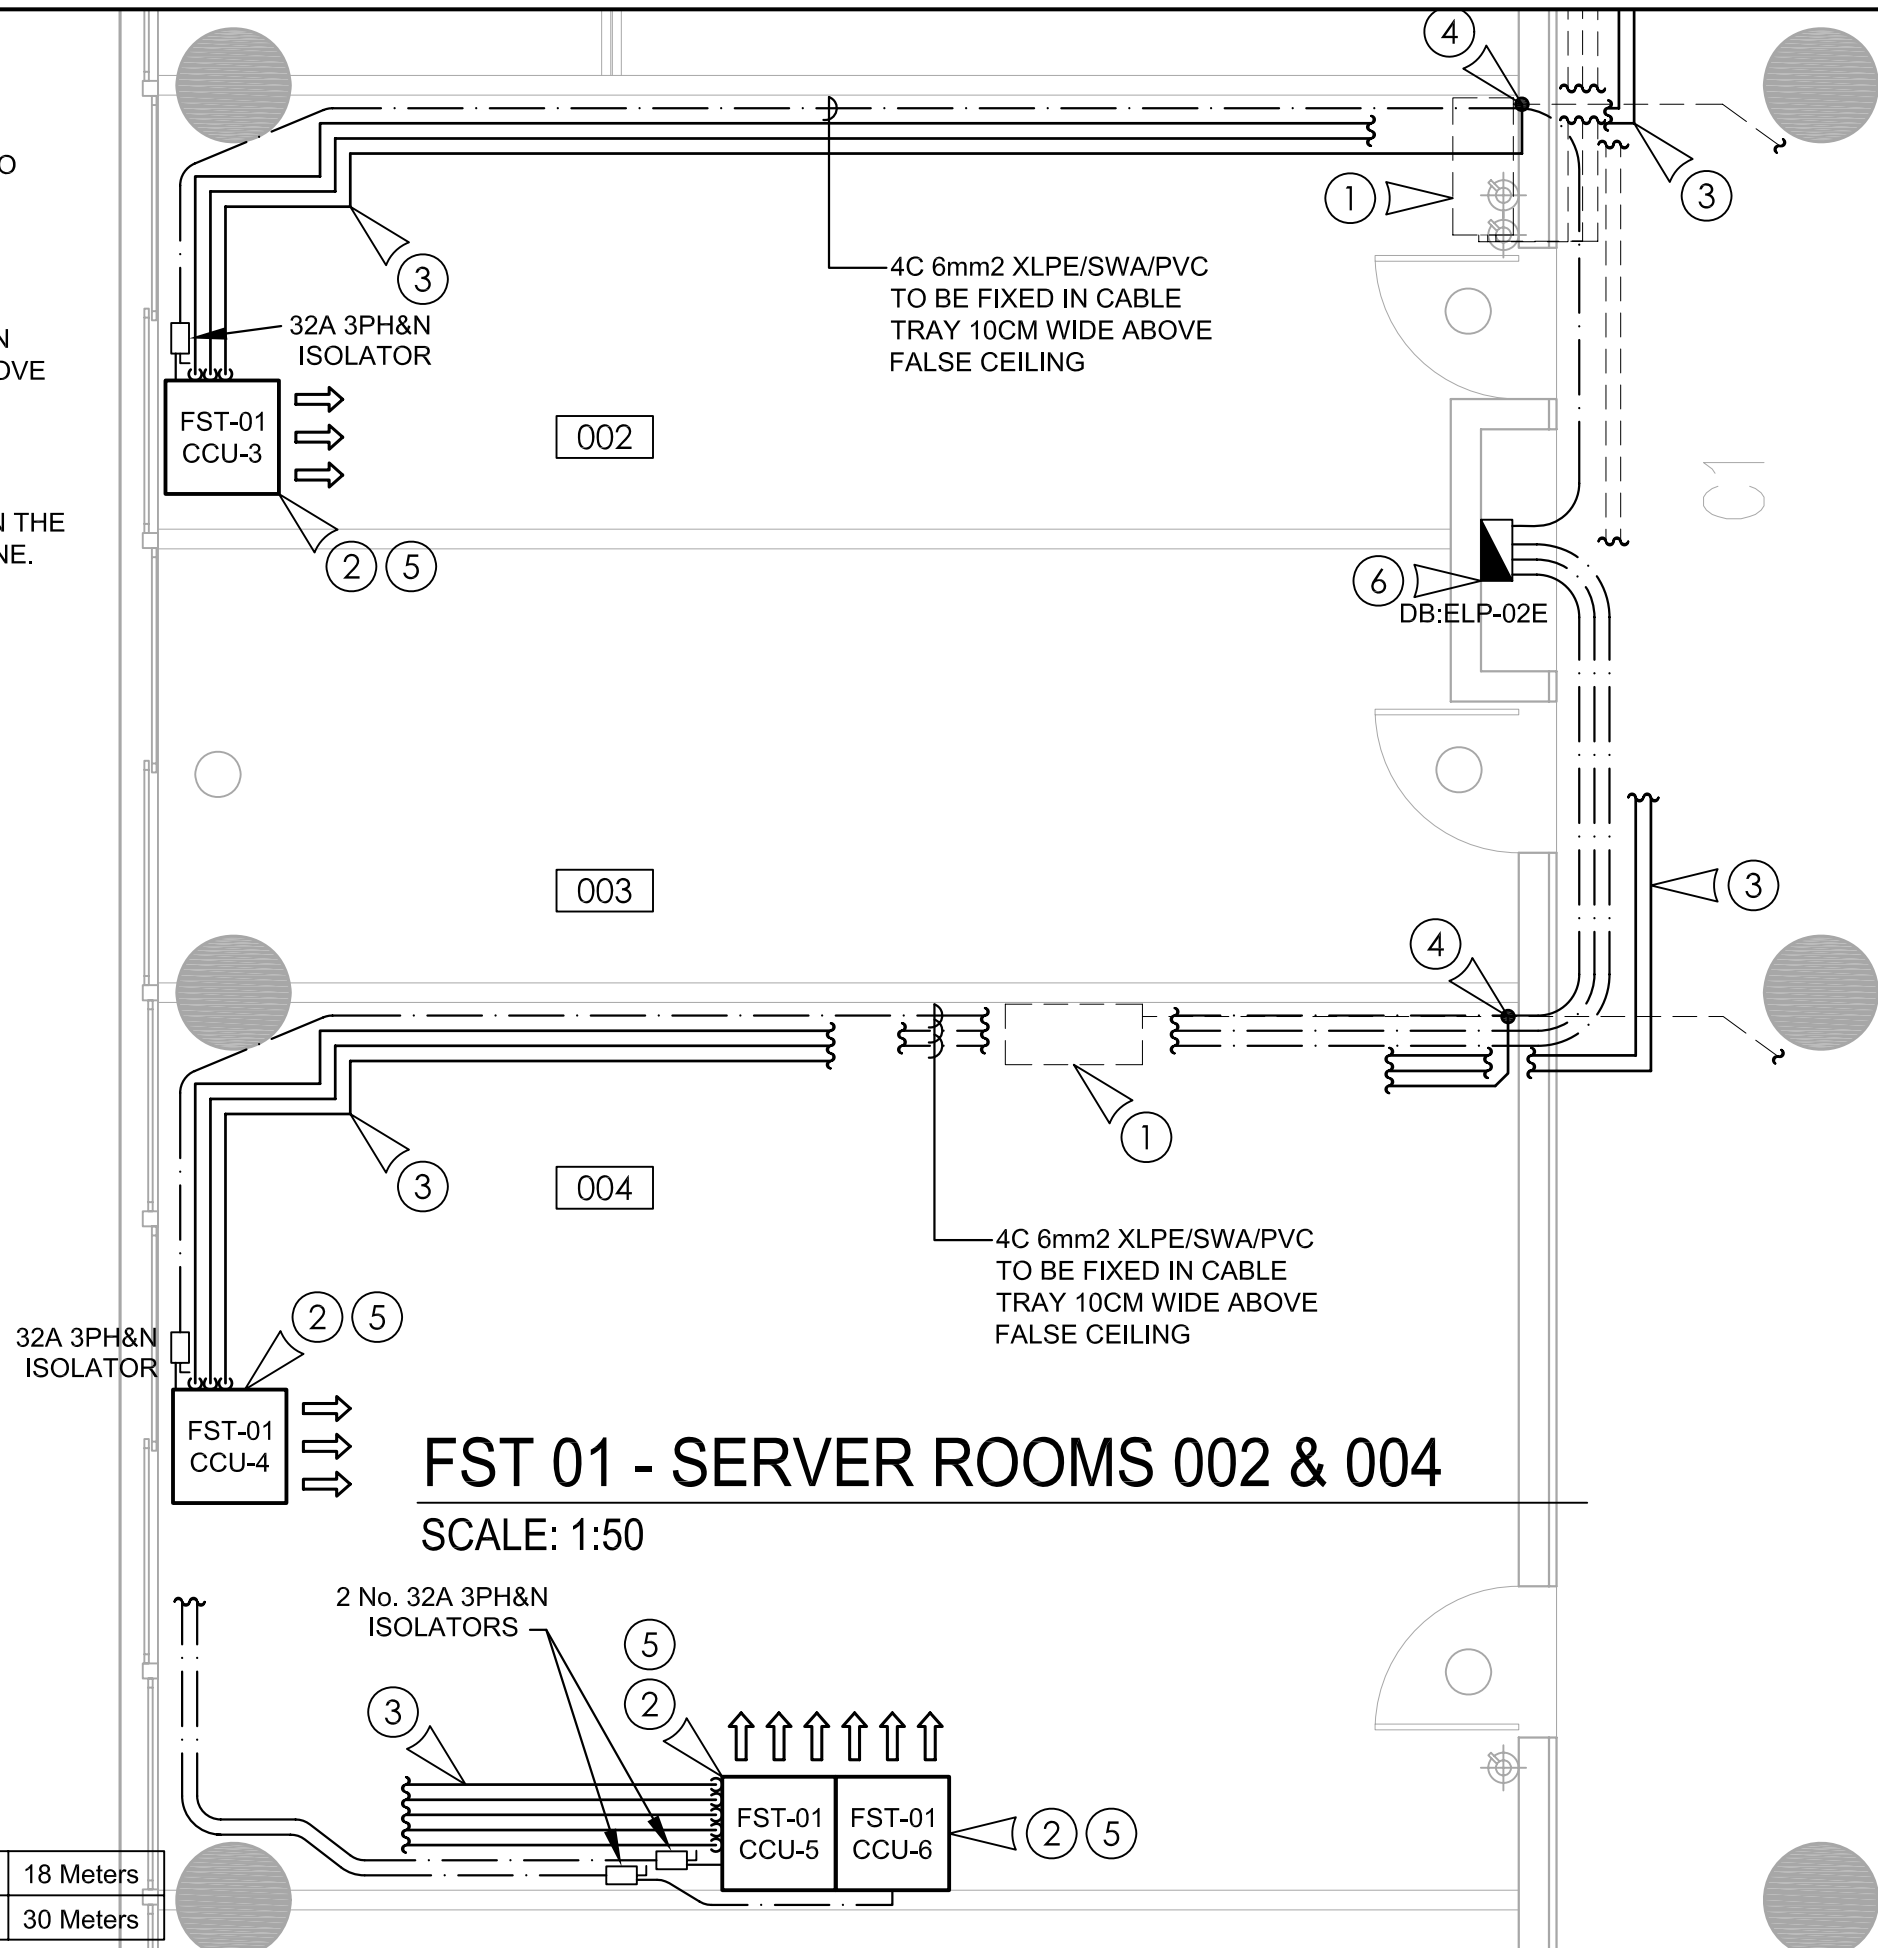 4
O
1
3
3
4C 6mm2 XLPE/SWA/PVC
TO BE FIXED IN CABLE
TRAY 10CM WIDE ABOVE
FALSE CEILING
32A 3PH&N
ISOLATOR
N
OVE
FST-01
CCU-3
002
N THE
NE.
2 5
6
DB:ELP-02E
003
3
4
1
3
004
4C 6mm2 XLPE/SWA/PVC
TO BE FIXED IN CABLE
TRAY 10CM WIDE ABOVE
FALSE CEILING
2 5
32A 3PH&N
ISOLATOR
FST-01
CCU-4
FST 01 - SERVER ROOMS 002 & 004
SCALE: 1:50
2 No. 32A 3PH&N
ISOLATORS
5
2
3
FST-01
CCU-5
FST-01
CCU-6
2 5
18 Meters
30 Meters